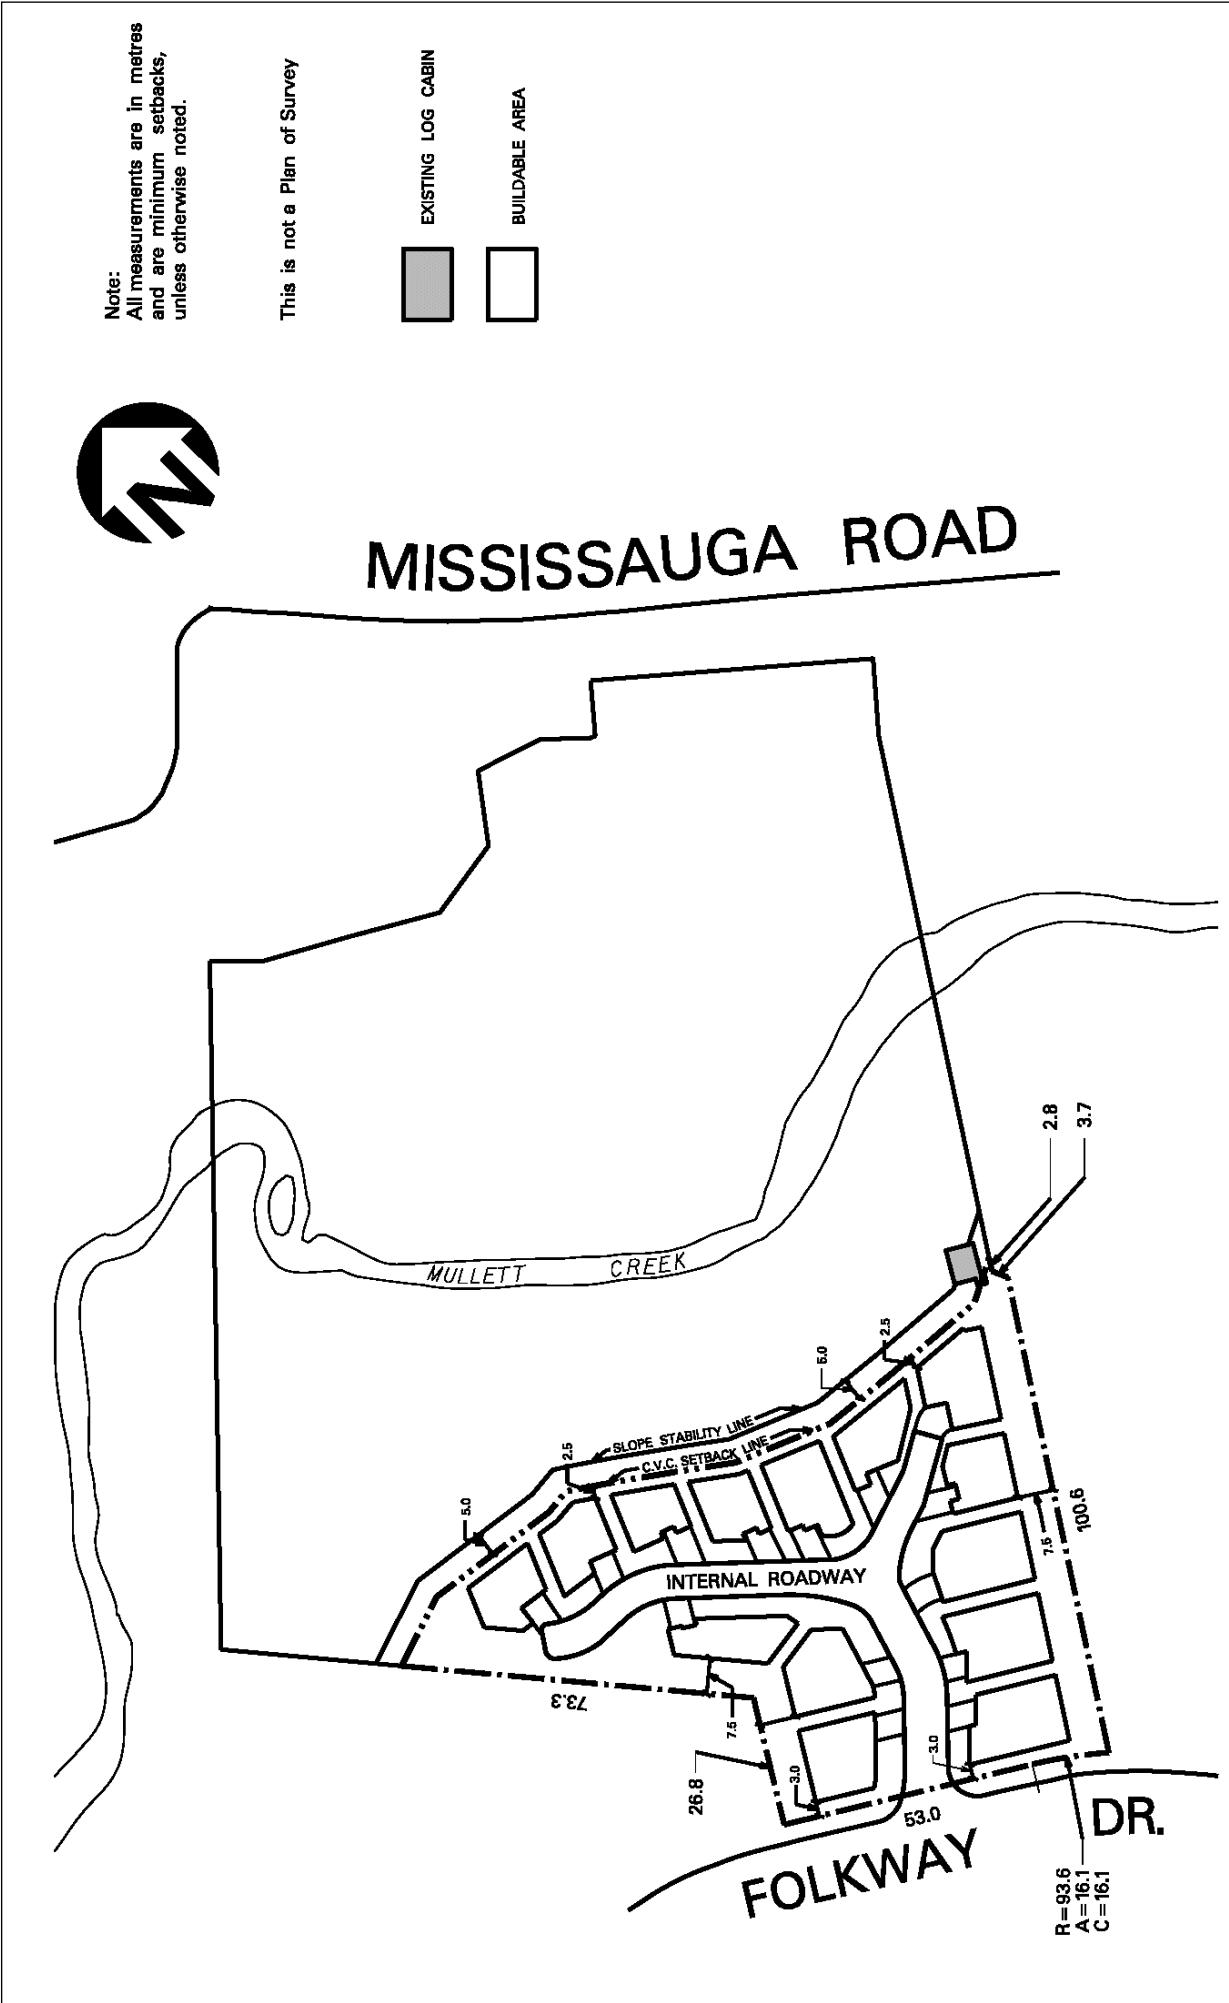 Note:
All measurements are in metres
and are minimum setbacks,
unless otherwise noted.
This is not a Plan of Survey
EXISTING LOG CABIN
BUILDABLE AREA
N
MISSISSAUGA ROAD
MULLETT CREEK
2.8
3.7
2.5
5.0
SLOPE STABILITY LINE
C.V.C. SETBACK LINE
2.5
5.0
INTERNAL ROADWAY
100.6
7.5
73.3
7.5
26.8
3.0
3.0
53.0
FOLKWAY DR.
R=93.6
A=16.1
C=16.1